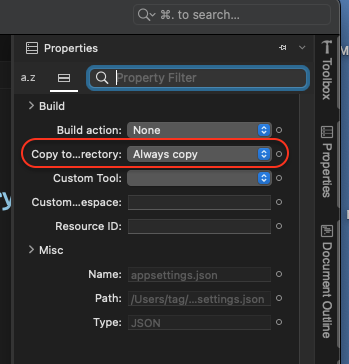 ⌘. to search...
Properties
a.z
Property Filter
Build
Build action: None
Copy to...rectory: Always copy
Custom Tool:
Custom...espace:
Resource ID:
Misc
Name: appsettings.json
Path: /Users/tag/...settings.json
Type: JSON
Toolbox
Properties
Document Outline